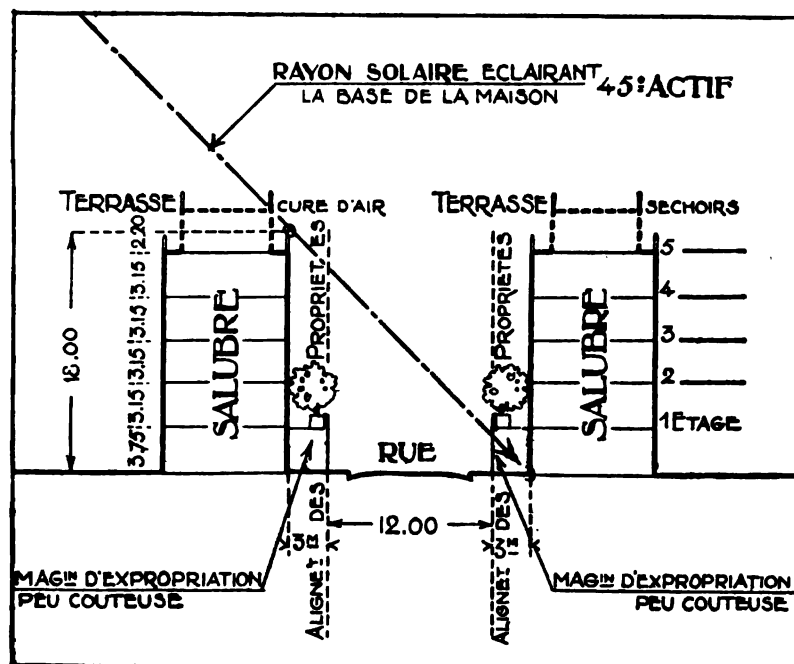 RAYON SOLAIRE ECLAIRANT
LA BASE DE LA MAISON
45° ACTIF
TERRASSE
CURE D'AIR
TERRASSE
SECHOIRS
18.00
3.75 3.15 3.15 3.15 3.15 2.20
SALUBRE
ALIGNET DES PROPRIETES
ALIGNET DES PROPRIETES
SALUBRE
5
4
3
2
1 ETAGE
RUE
3M
12.00
3M
MAGIN D'EXPROPRIATION
PEU COUTEUSE
MAGIN D'EXPROPRIATION
PEU COUTEUSE